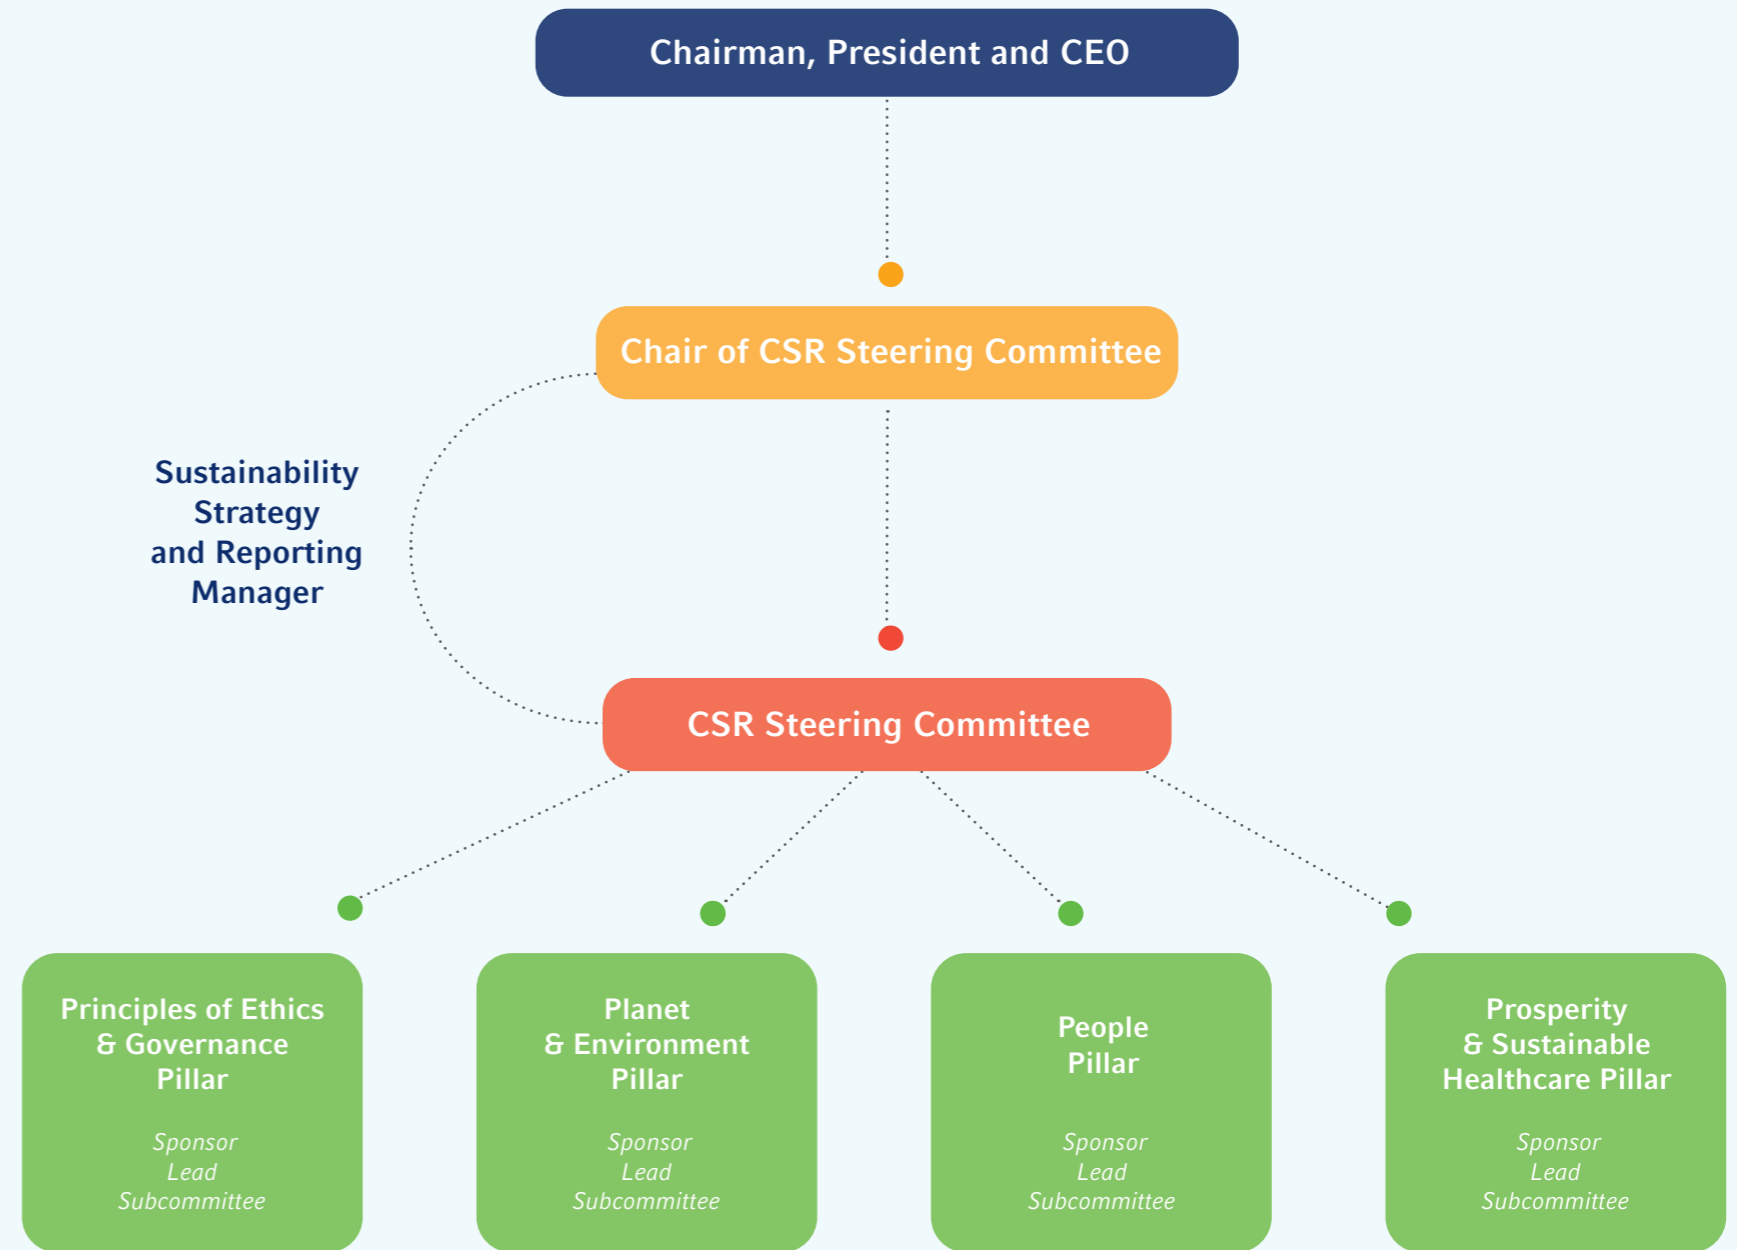 Chairman, President and CEO
Chair of CSR Steering Committee
Sustainability
Strategy
and Reporting
Manager
CSR Steering Committee
Principles of Ethics
& Governance
Pillar
Sponsor
Lead
Subcommittee
Planet
& Environment
Pillar
Sponsor
Lead
Subcommittee
People
Pillar
Sponsor
Lead
Subcommittee
Prosperity
& Sustainable
Healthcare Pillar
Sponsor
Lead
Subcommittee